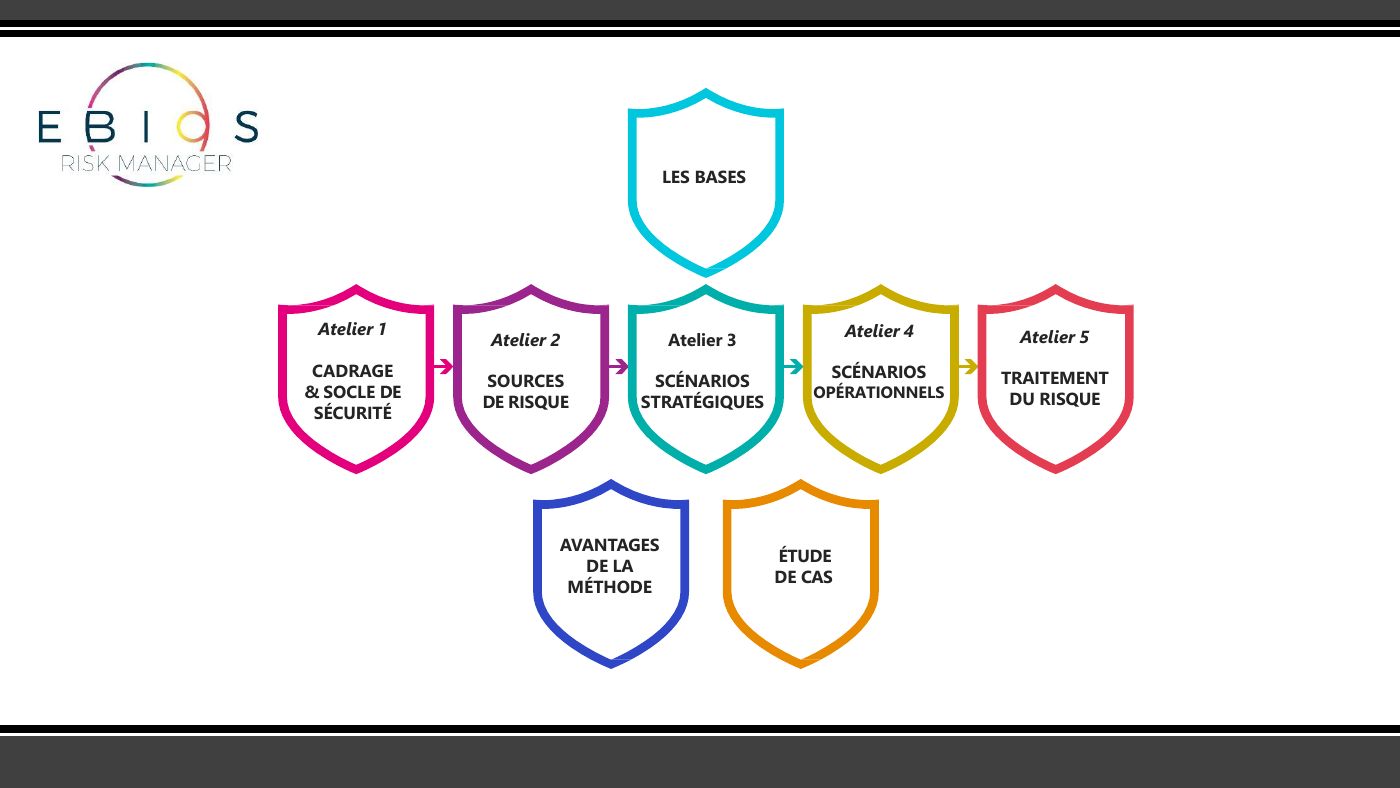 EBIOS
RISK MANAGER
LES BASES
Atelier 1
CADRAGE
& SOCLE DE
SÉCURITÉ
Atelier 2
SOURCES
DE RISQUE
Atelier 3
SCÉNARIOS
STRATÉGIQUES
Atelier 4
SCÉNARIOS
OPÉRATIONNELS
Atelier 5
TRAITEMENT
DU RISQUE
AVANTAGES
DE LA
MÉTHODE
ÉTUDE
DE CAS